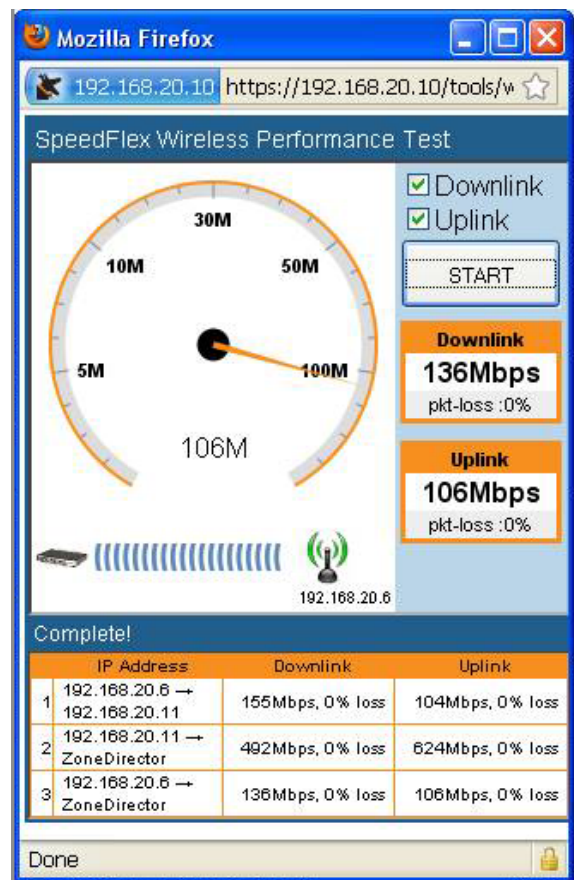 Mozilla Firefox
192.168.20.10 https://192.168.20.10/tools/w
SpeedFlex Wireless Performance Test
Downlink
Uplink
START
30M
10M
50M
5M
100M
106M
Downlink
136Mbps
pkt-loss :0%
Uplink
106Mbps
pkt-loss :0%
192.168.20.6
Complete!
IP Address Downlink Uplink
1 192.168.20.6 → 192.168.20.11 155Mbps, 0% loss 104Mbps, 0% loss
2 192.168.20.11 → ZoneDirector 492Mbps, 0% loss 624Mbps, 0% loss
3 192.168.20.6 → ZoneDirector 136Mbps, 0% loss 106Mbps, 0% loss
Done